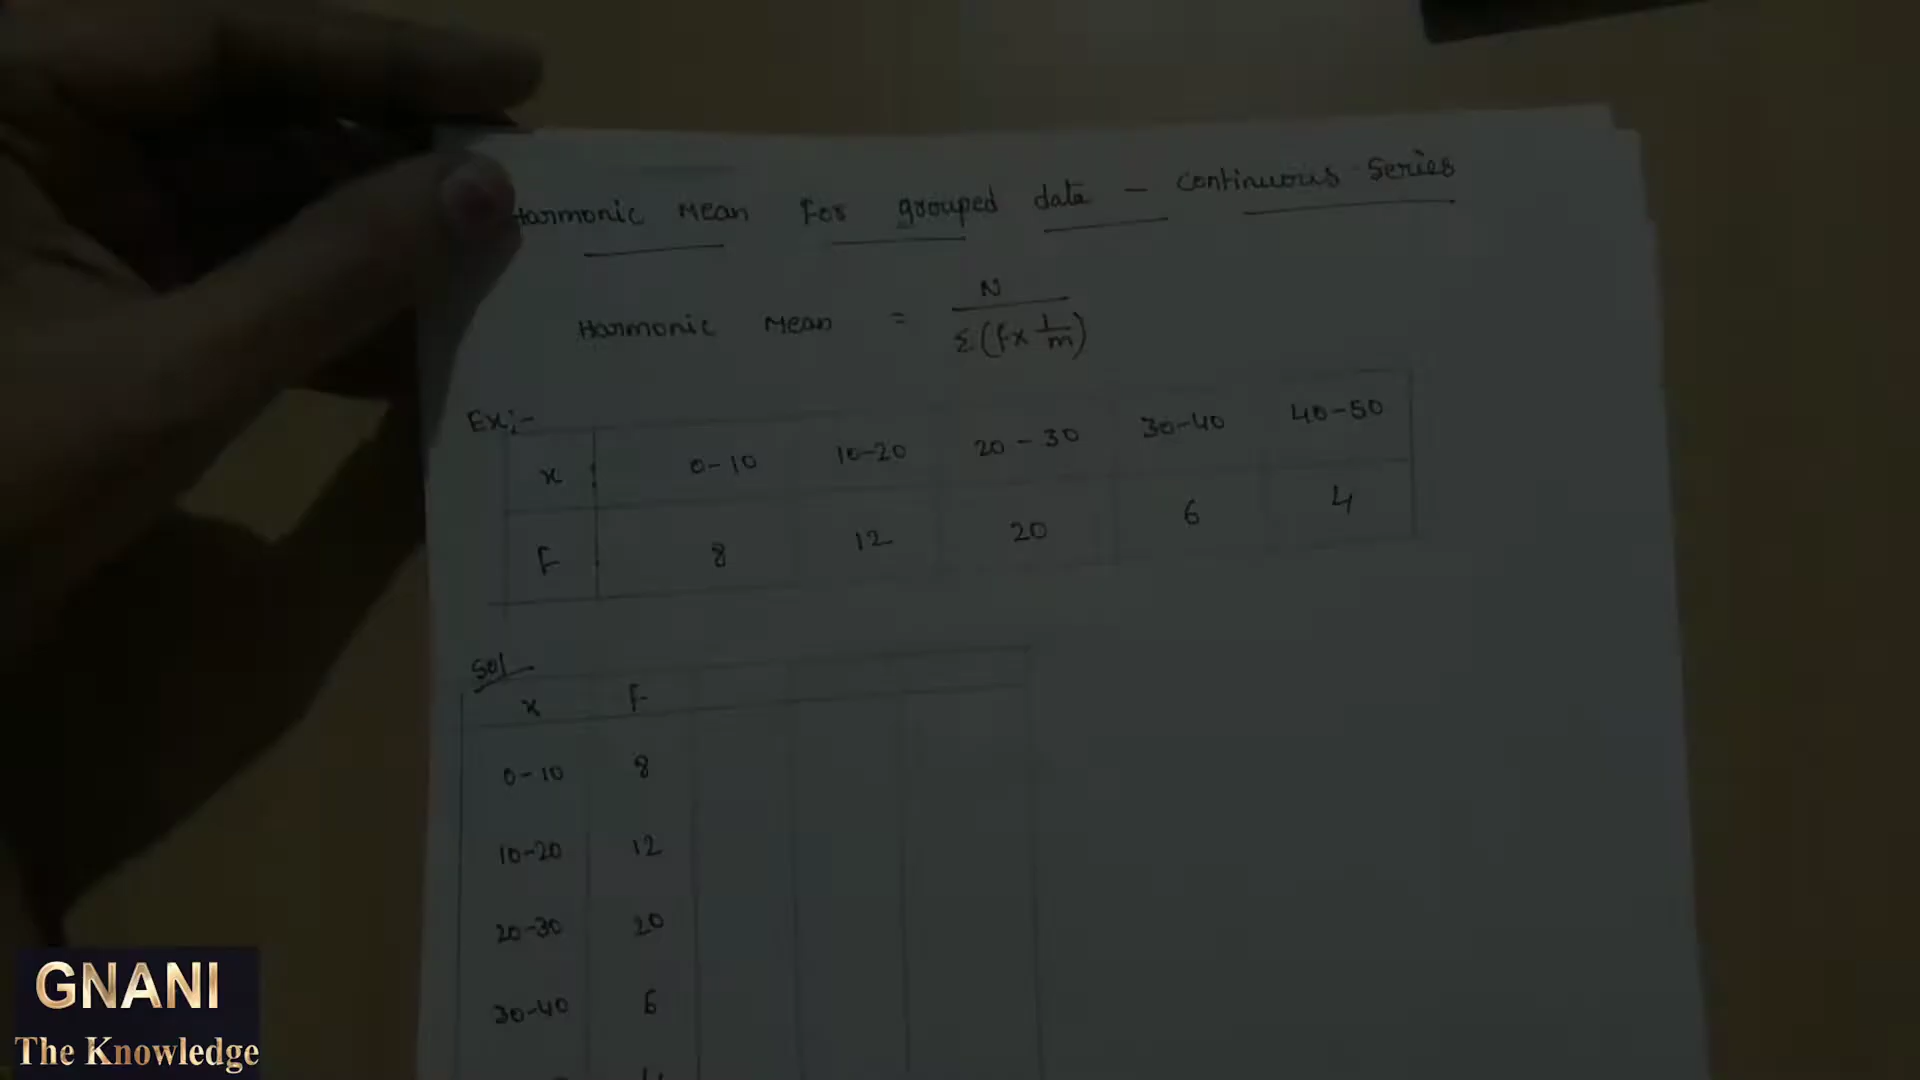 Harmonic Mean For grouped data - continuous Series
Harmonic Mean = N / Σ(f× 1/m)
Ex:-
x 0-10 10-20 20-30 30-40 40-50
F 8 12 20 6 4
Sol
x F
0-10 8
10-20 12
20-30 20
30-40 6
GNANI
The Knowledge